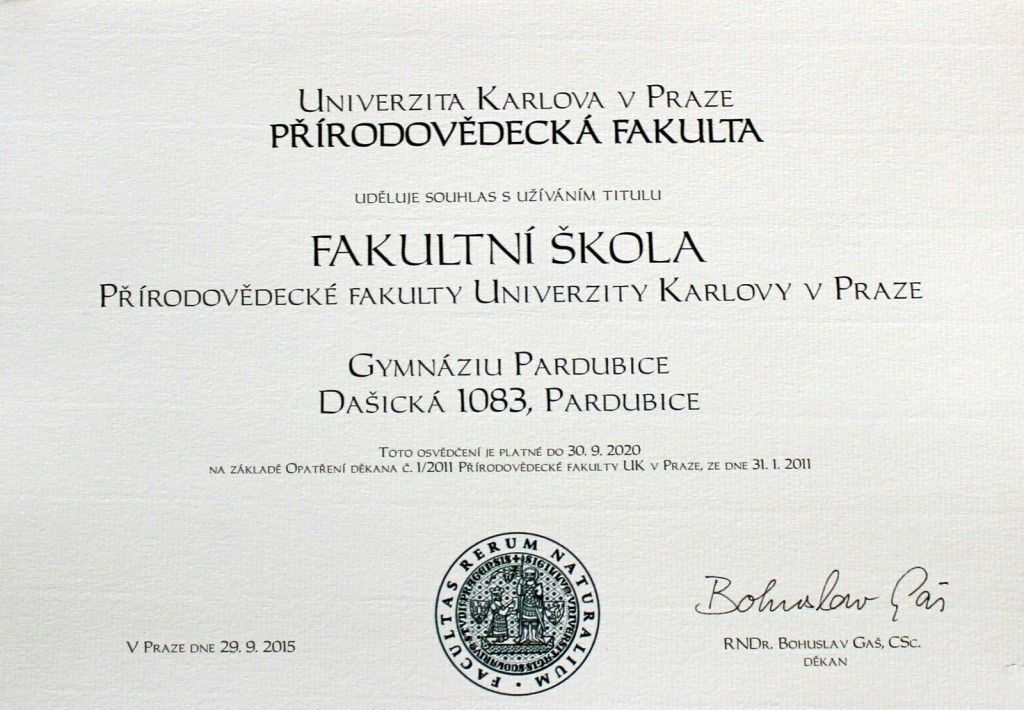 Univerzita Karlova v Praze
PŘÍRODOVĚDECKÁ FAKULTA
uděluje souhlas s užíváním titulu
FAKULTNÍ ŠKOLA
Přírodovědecké fakulty Univerzity Karlovy v Praze
Gymnáziu Pardubice
Dašická 1083, Pardubice
Toto osvědčení je platné do 30. 9. 2020
na základě Opatření děkana č. 1/2011 Přírodovědecké fakulty UK v Praze, ze dne 31. 1. 2011
FACULTAS RERUM NATURALIUM
Bohuslav Gaš
V Praze dne 29. 9. 2015
RNDr. Bohuslav Gaš, CSc.
děkan